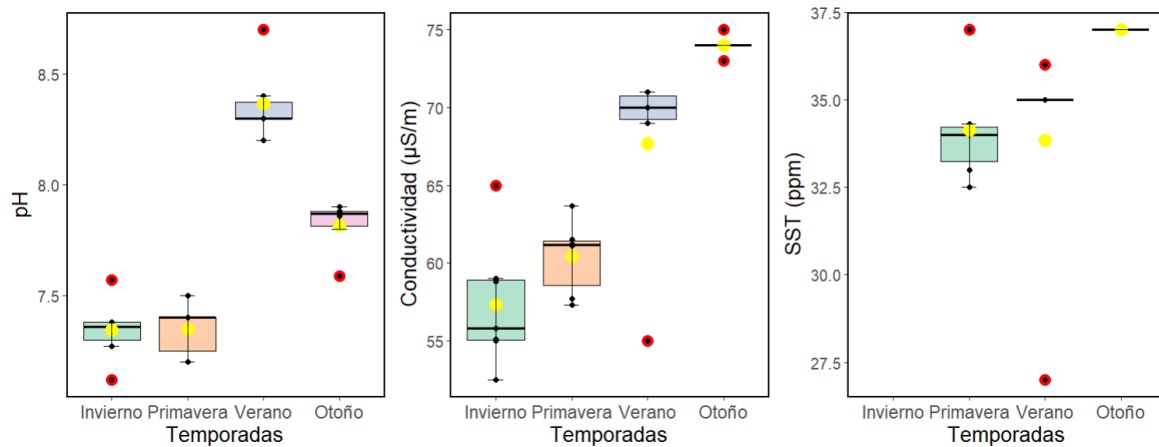 pH
8.5
8.0
7.5
Invierno Primavera Verano Otoño
Temporadas
Conductividad (µS/m)
75
70
65
60
55
Invierno Primavera Verano Otoño
Temporadas
SST (ppm)
37.5
35.0
32.5
30.0
27.5
Invierno Primavera Verano Otoño
Temporadas